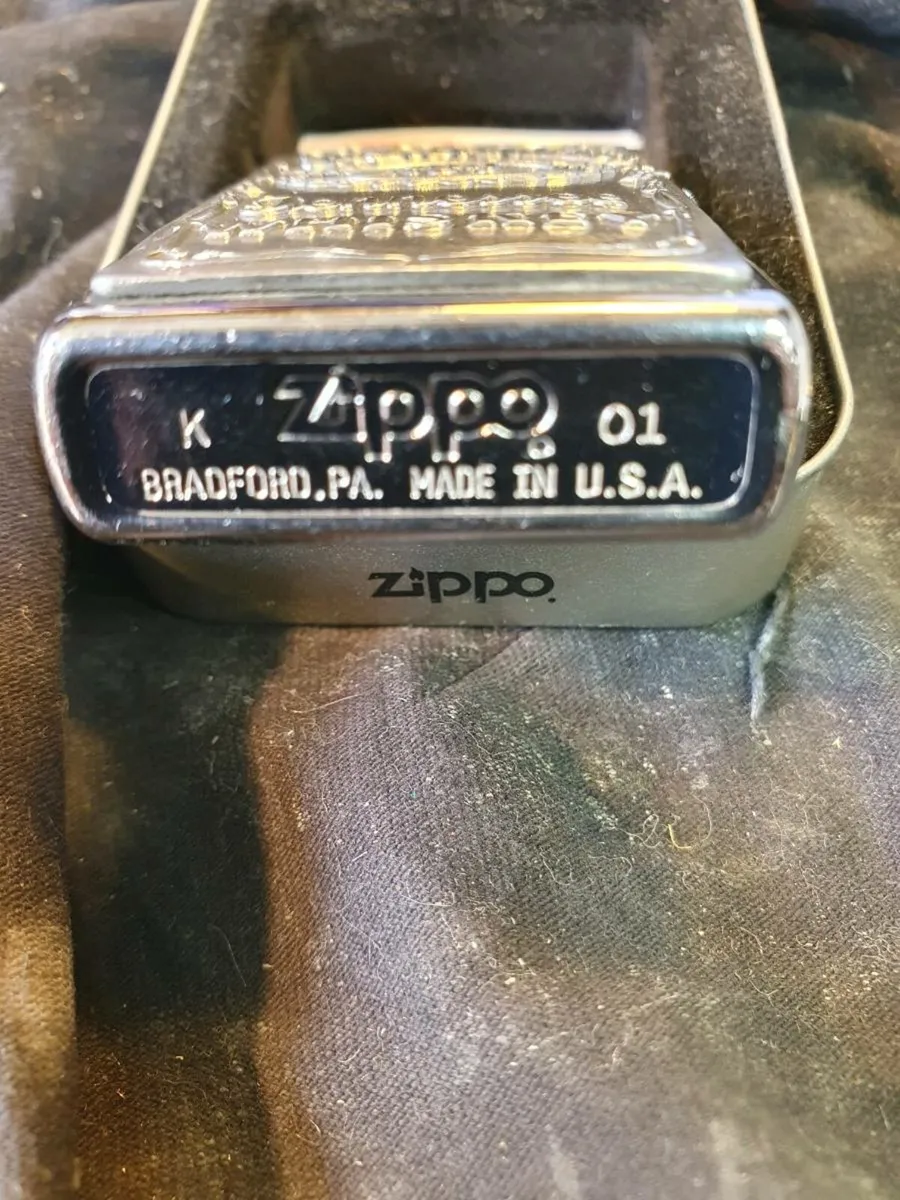 K Zippo 01
BRADFORD,PA. MADE IN U.S.A.
zippo